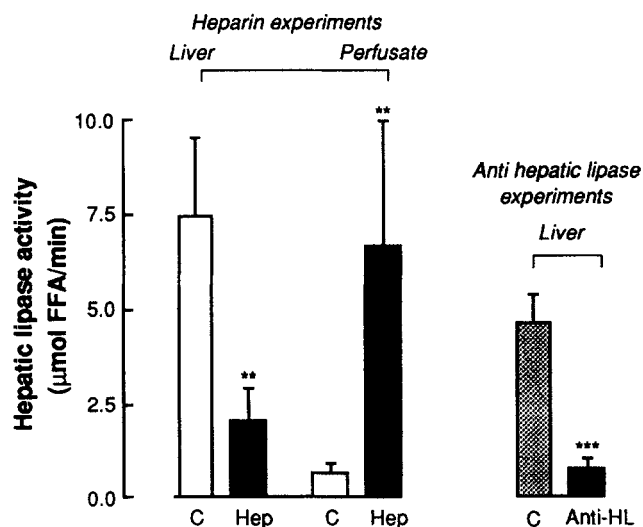 Heparin experiments
Liver
Perfusate
Hepatic lipase activity
(μmol FFA/min)
10.0
7.5
5.0
2.5
0.0
**
**
C
Hep
C
Hep
Anti hepatic lipase
experiments
Liver
***
C
Anti-HL